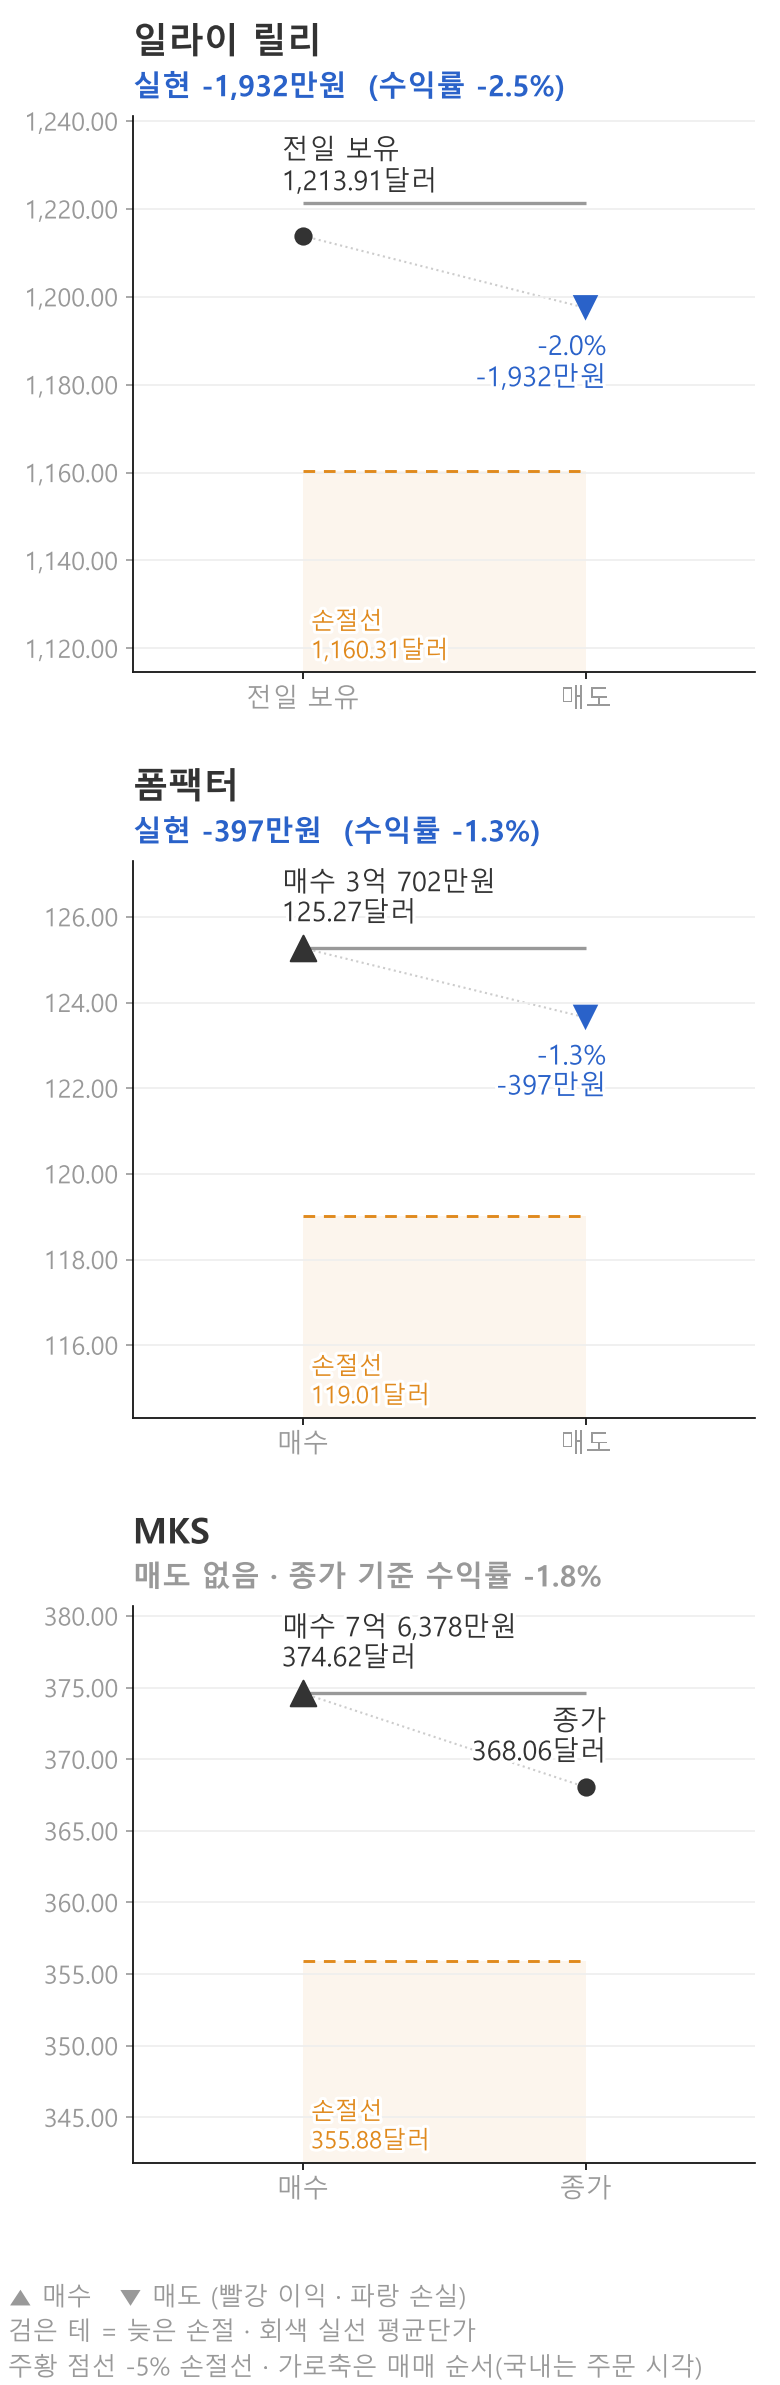 일라이 릴리
실현 -1,932만원 (수익률 -2.5%)
1,240.00
전일 보유
1,213.91달러
1,220.00
1,200.00
-2.0%
-1,932만원
1,180.00
1,160.00
1,140.00
손절선
1,160.31달러
1,120.00
전일 보유 매도
폼팩터
실현 -397만원 (수익률 -1.3%)
매수 3억 702만원
125.27달러
126.00
124.00
-1.3%
-397만원
122.00
120.00
118.00
116.00
손절선
119.01달러
매수 매도
MKS
매도 없음 · 종가 기준 수익률 -1.8%
380.00
매수 7억 6,378만원
374.62달러
375.00
종가
368.06달러
370.00
365.00
360.00
355.00
350.00
345.00
손절선
355.88달러
매수 종가
▲ 매수 ▼ 매도 (빨강 이익 · 파랑 손실)
검은 테 = 늦은 손절 · 회색 실선 평균단가
주황 점선 -5% 손절선 · 가로축은 매매 순서(국내는 주문 시각)